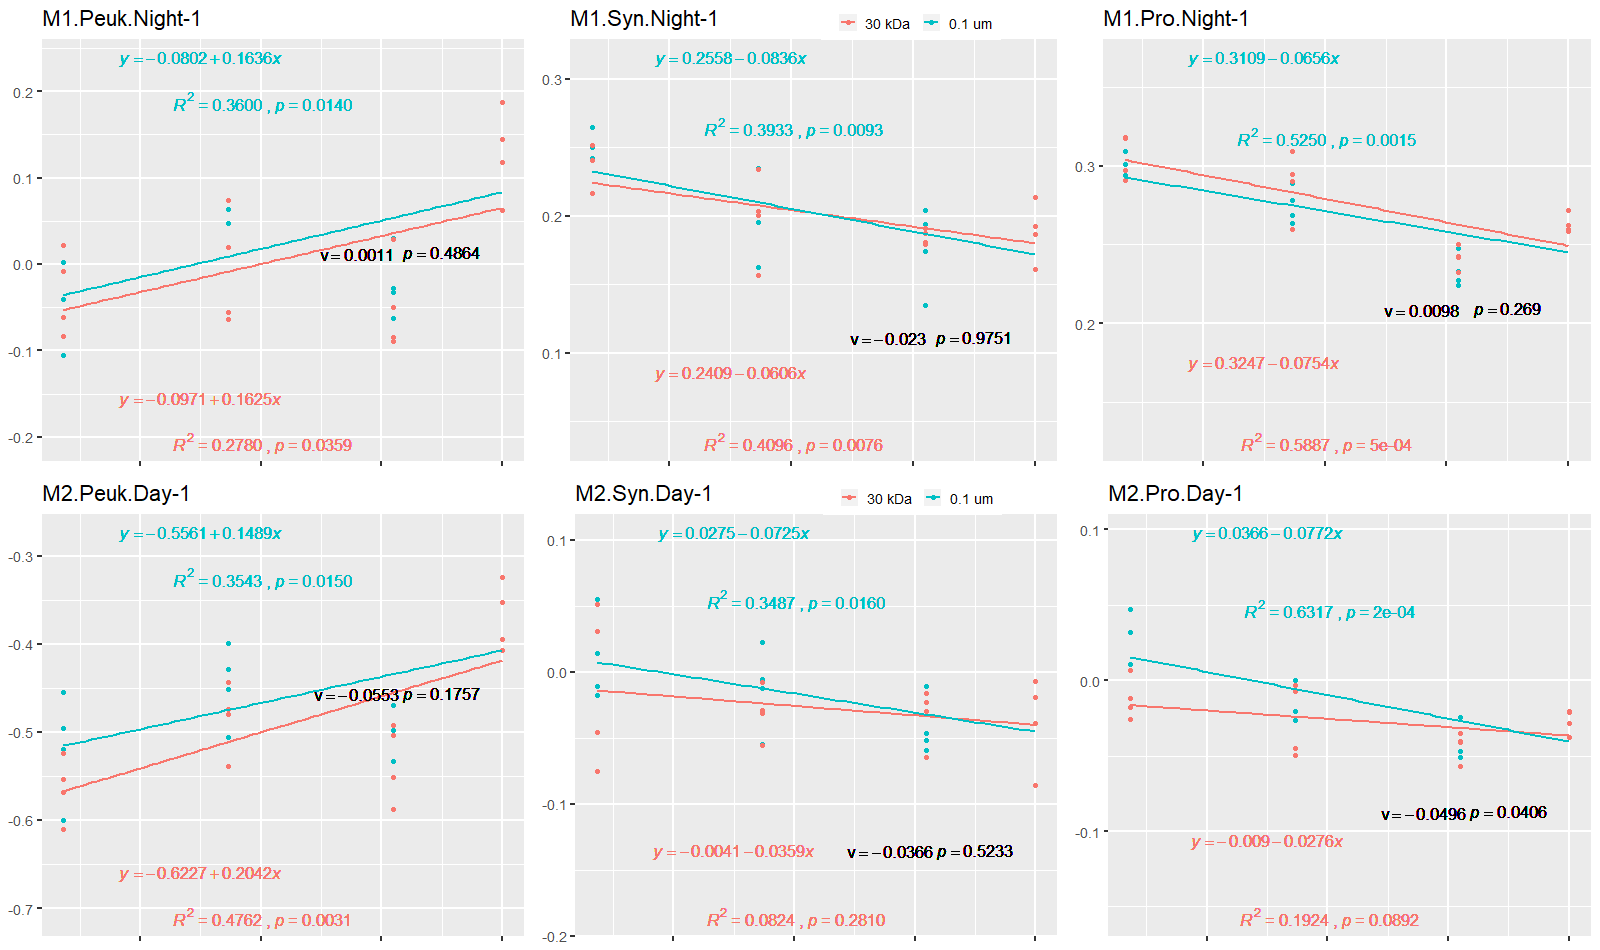 M1.Peuk.Night-1
y = −0.0802 + 0.1636x
R² = 0.3600 , p = 0.0140
0.2
0.1
0.0
-0.1
-0.2
v = 0.0011 p = 0.4864
y = −0.0971 + 0.1625x
R² = 0.2780 , p = 0.0359
M1.Syn.Night-1
30 kDa 0.1 um
y = 0.2558 − 0.0836x
R² = 0.3933 , p = 0.0093
0.3
0.2
0.1
v = −0.023 p = 0.9751
y = 0.2409 − 0.0606x
R² = 0.4096 , p = 0.0076
M1.Pro.Night-1
y = 0.3109 − 0.0656x
R² = 0.5250 , p = 0.0015
0.3
0.2
v = 0.0098 p = 0.269
y = 0.3247 − 0.0754x
R² = 0.5887 , p = 5e−04
M2.Peuk.Day-1
y = −0.5561 + 0.1489x
R² = 0.3543 , p = 0.0150
-0.3
-0.4
-0.5
-0.6
-0.7
v = −0.0553 p = 0.1757
y = −0.6227 + 0.2042x
R² = 0.4762 , p = 0.0031
M2.Syn.Day-1
30 kDa 0.1 um
y = 0.0275 − 0.0725x
R² = 0.3487 , p = 0.0160
0.1
0.0
-0.1
-0.2
y = −0.0041 − 0.0359x
v = −0.0366 p = 0.5233
R² = 0.0824 , p = 0.2810
M2.Pro.Day-1
y = 0.0366 − 0.0772x
R² = 0.6317 , p = 2e−04
0.1
0.0
-0.1
v = −0.0496 p = 0.0406
y = −0.009 − 0.0276x
R² = 0.1924 , p = 0.0892